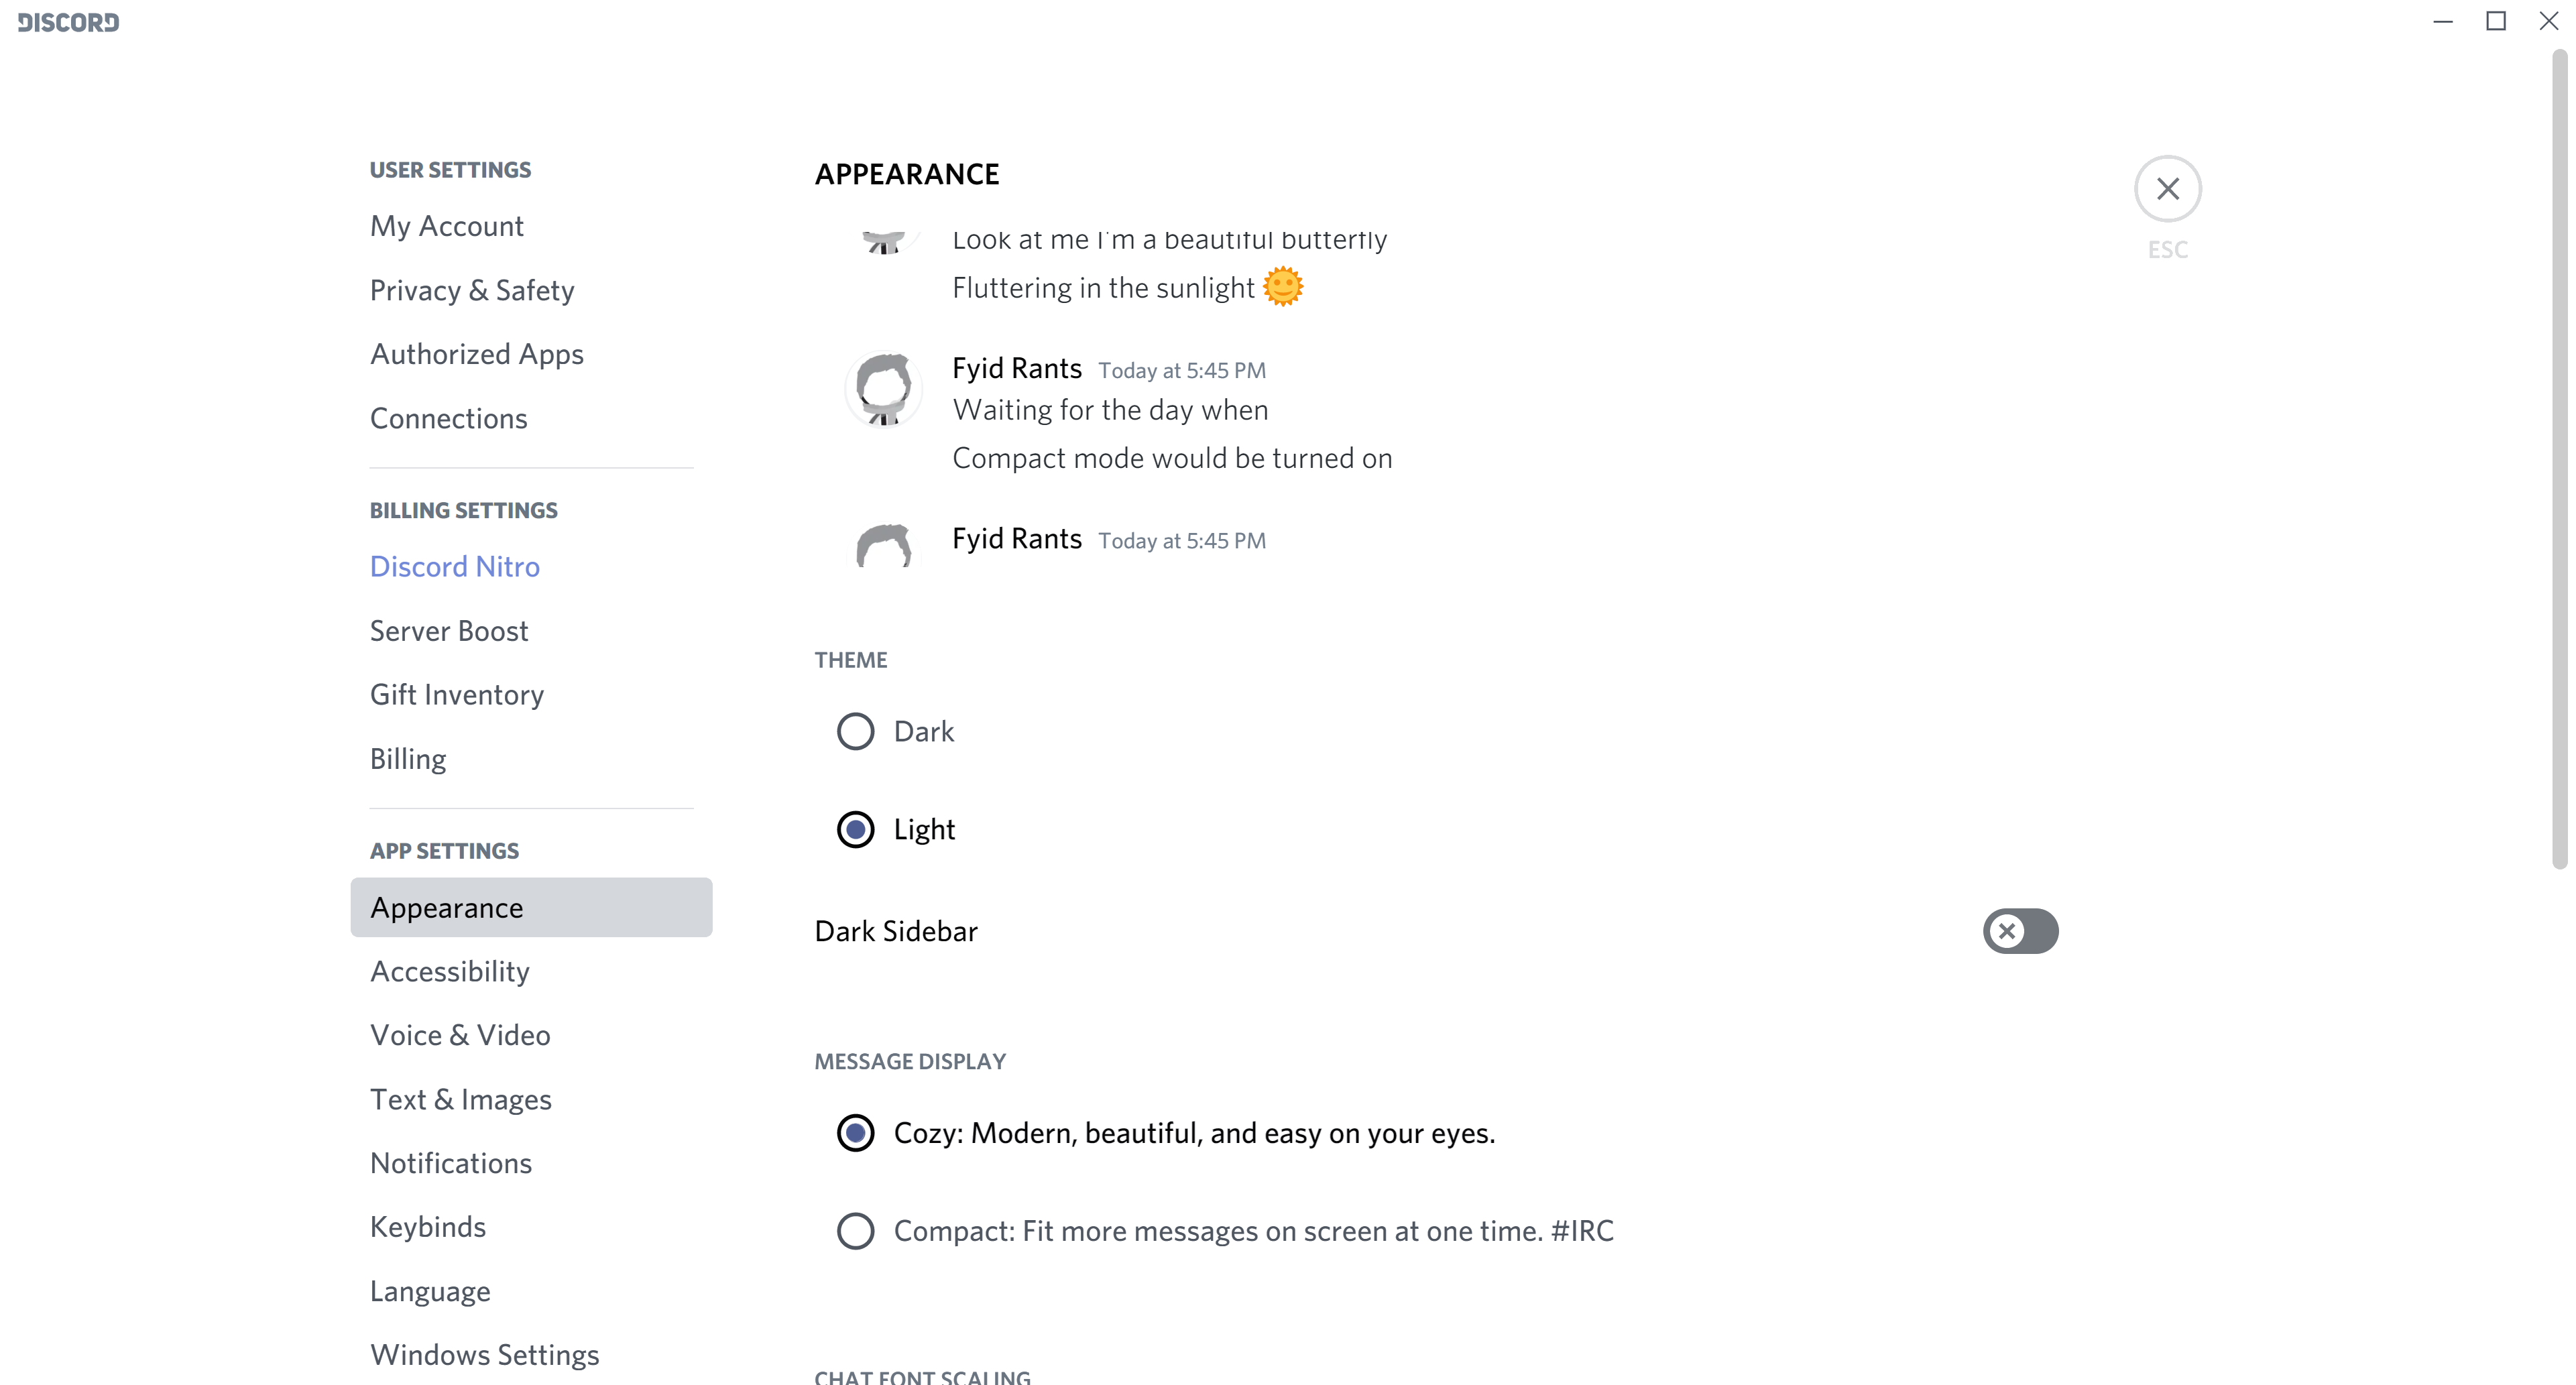 DISCORD
USER SETTINGS
My Account
Privacy & Safety
Authorized Apps
Connections
BILLING SETTINGS
Discord Nitro
Server Boost
Gift Inventory
Billing
APP SETTINGS
Appearance
Accessibility
Voice & Video
Text & Images
Notifications
Keybinds
Language
Windows Settings
APPEARANCE
Look at me I'm a beautiful butterfly
Fluttering in the sunlight 🌞
Fyid Rants Today at 5:45 PM
Waiting for the day when
Compact mode would be turned on
Fyid Rants Today at 5:45 PM
THEME
Dark
Light
Dark Sidebar
MESSAGE DISPLAY
Cozy: Modern, beautiful, and easy on your eyes.
Compact: Fit more messages on screen at one time. #IRC
CHAT FONT SCALING
ESC